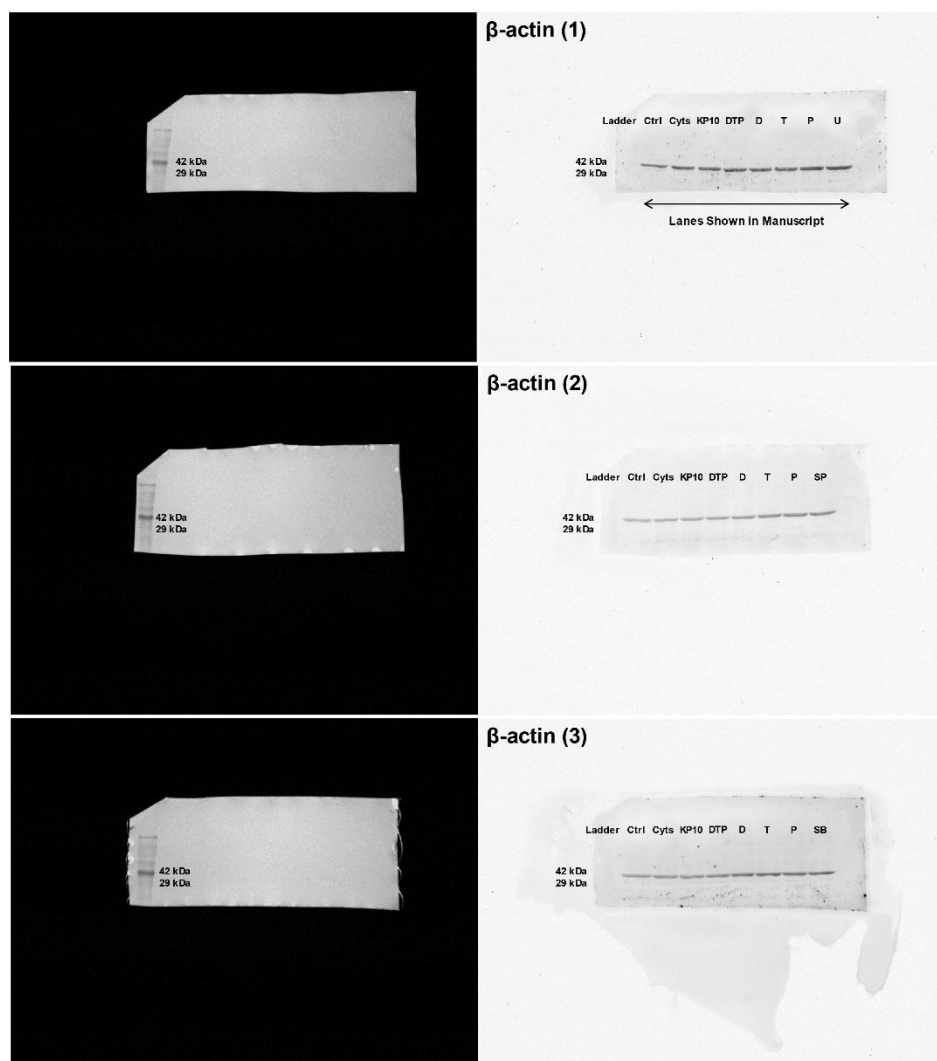 β-actin (1)
Ladder Ctrl Cyts KP10 DTP D T P U
42 kDa
29 kDa
42 kDa
29 kDa
Lanes Shown in Manuscript
β-actin (2)
Ladder Ctrl Cyts KP10 DTP D T P SP
42 kDa
29 kDa
42 kDa
29 kDa
β-actin (3)
Ladder Ctrl Cyts KP10 DTP D T P SB
42 kDa
29 kDa
42 kDa
29 kDa